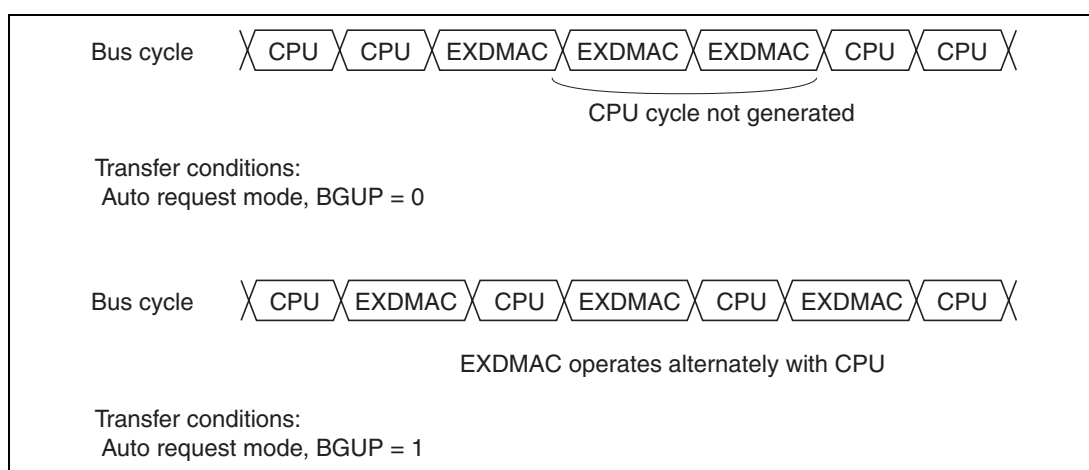 Bus cycle CPU CPU EXDMAC EXDMAC EXDMAC CPU CPU
CPU cycle not generated
Transfer conditions:
Auto request mode, BGUP = 0
Bus cycle CPU EXDMAC CPU EXDMAC CPU EXDMAC CPU
EXDMAC operates alternately with CPU
Transfer conditions:
Auto request mode, BGUP = 1